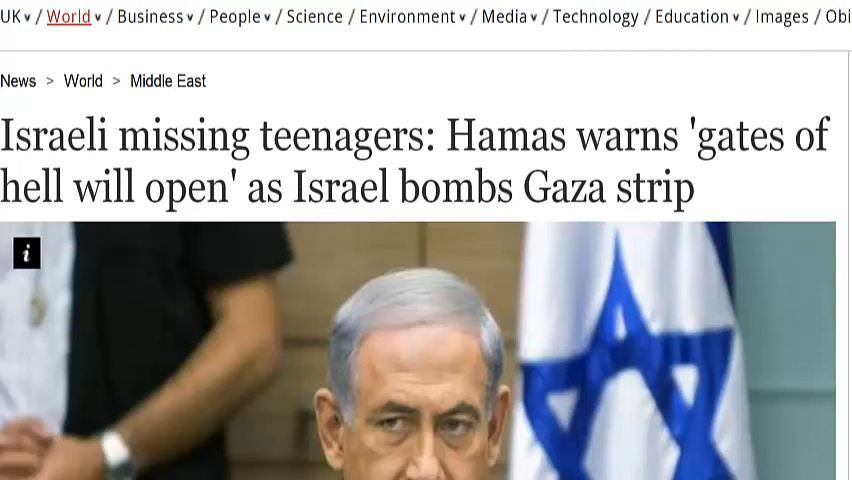 UK / World / Business / People / Science / Environment / Media / Technology / Education / Images / Obi
News > World > Middle East
Israeli missing teenagers: Hamas warns 'gates of
hell will open' as Israel bombs Gaza strip
i